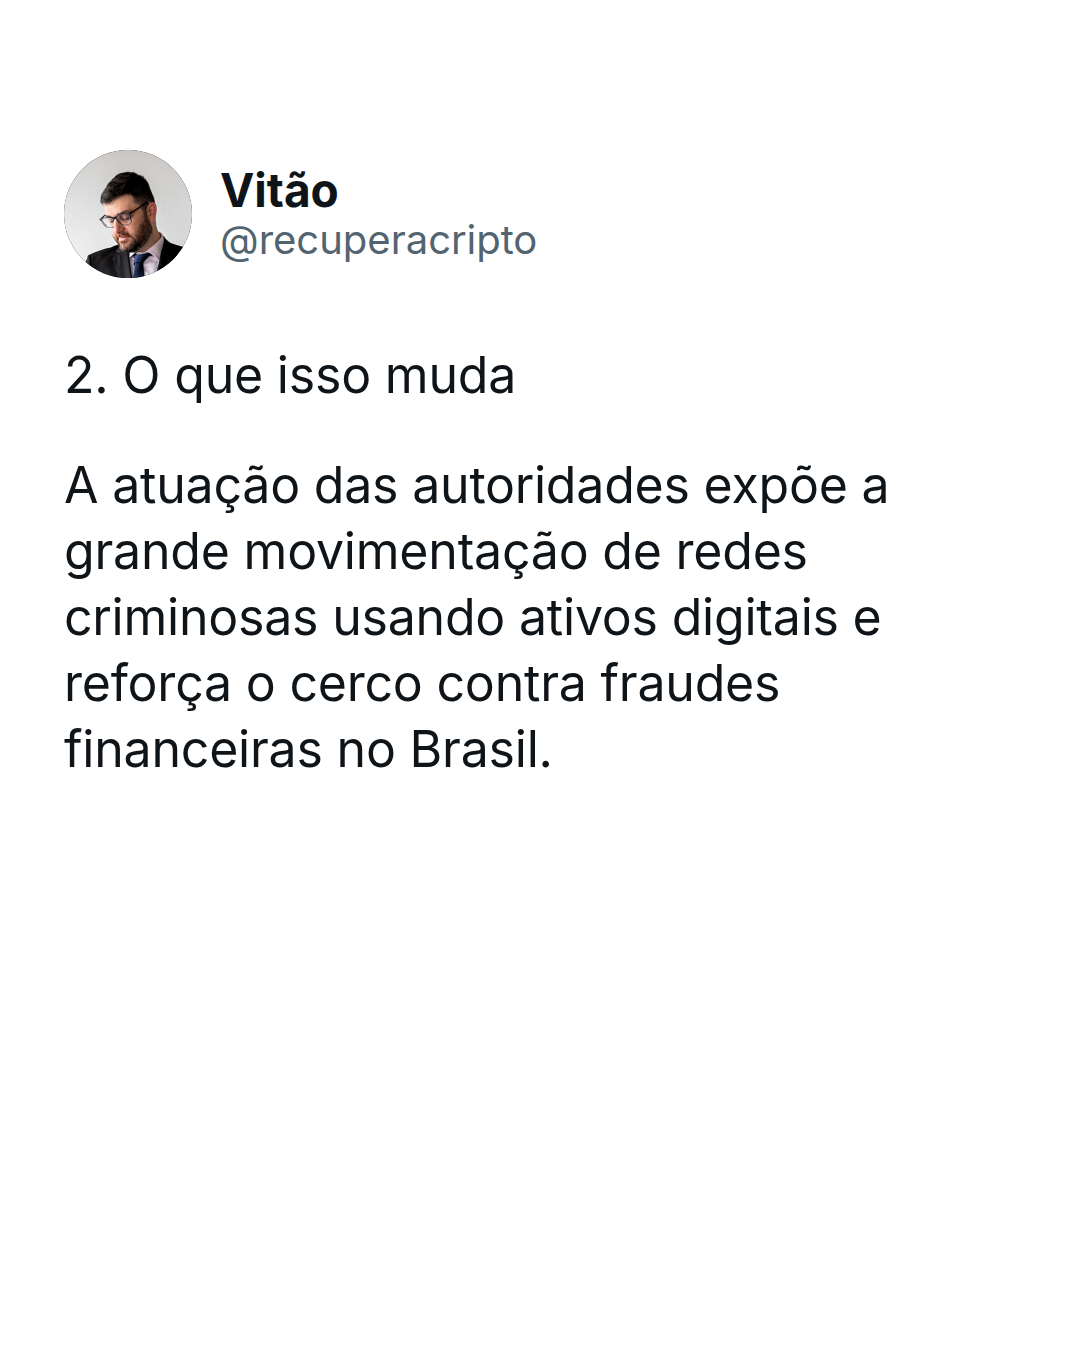 Vitão
@recuperacripto
2. O que isso muda
A atuação das autoridades expõe a
grande movimentação de redes
criminosas usando ativos digitais e
reforça o cerco contra fraudes
financeiras no Brasil.